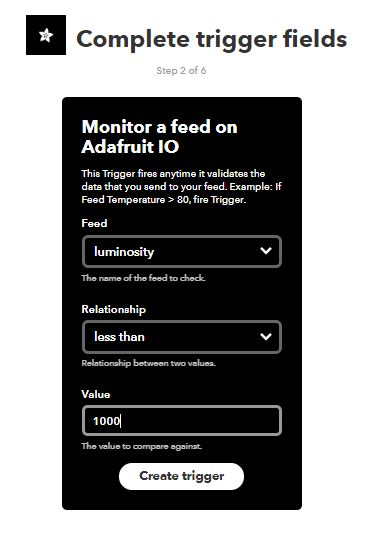 Complete trigger fields
Step 2 of 6
Monitor a feed on
Adafruit IO
This Trigger fires anytime it validates the
data that you send to your feed. Example: If
Feed Temperature > 80, fire Trigger.
Feed
luminosity
The name of the feed to check.
Relationship
less than
Relationship between two values.
Value
1000
The value to compare against.
Create trigger